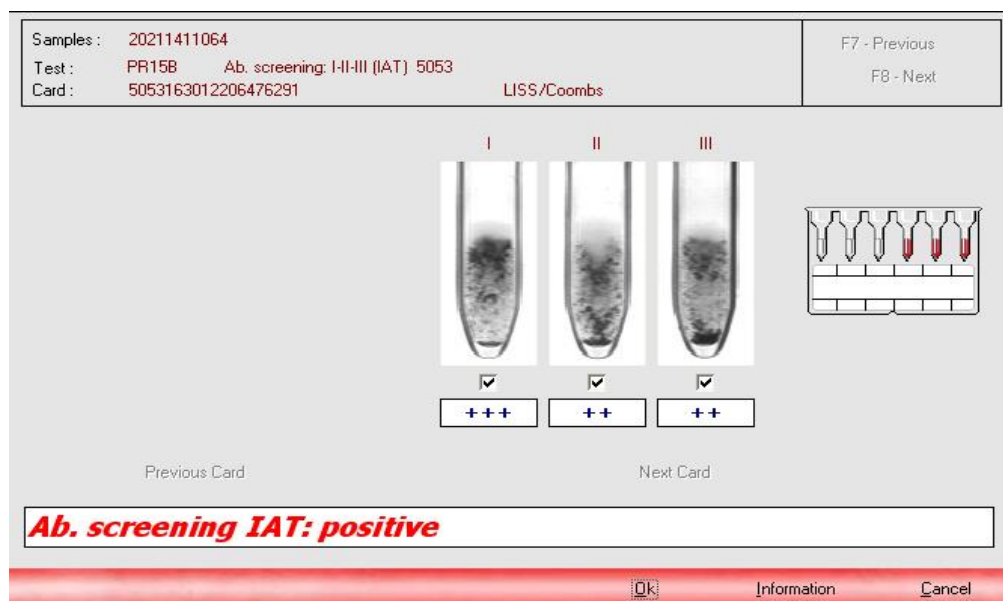 Samples : 20211411064
F7 - Previous
Test : PR15B Ab. screening: I-II-III (IAT) 5053
F8 - Next
Card : 5053163012206476291 LISS/Coombs
I II III
+++ ++ ++
Previous Card Next Card
Ab. screening IAT: positive
Ok Information Cancel